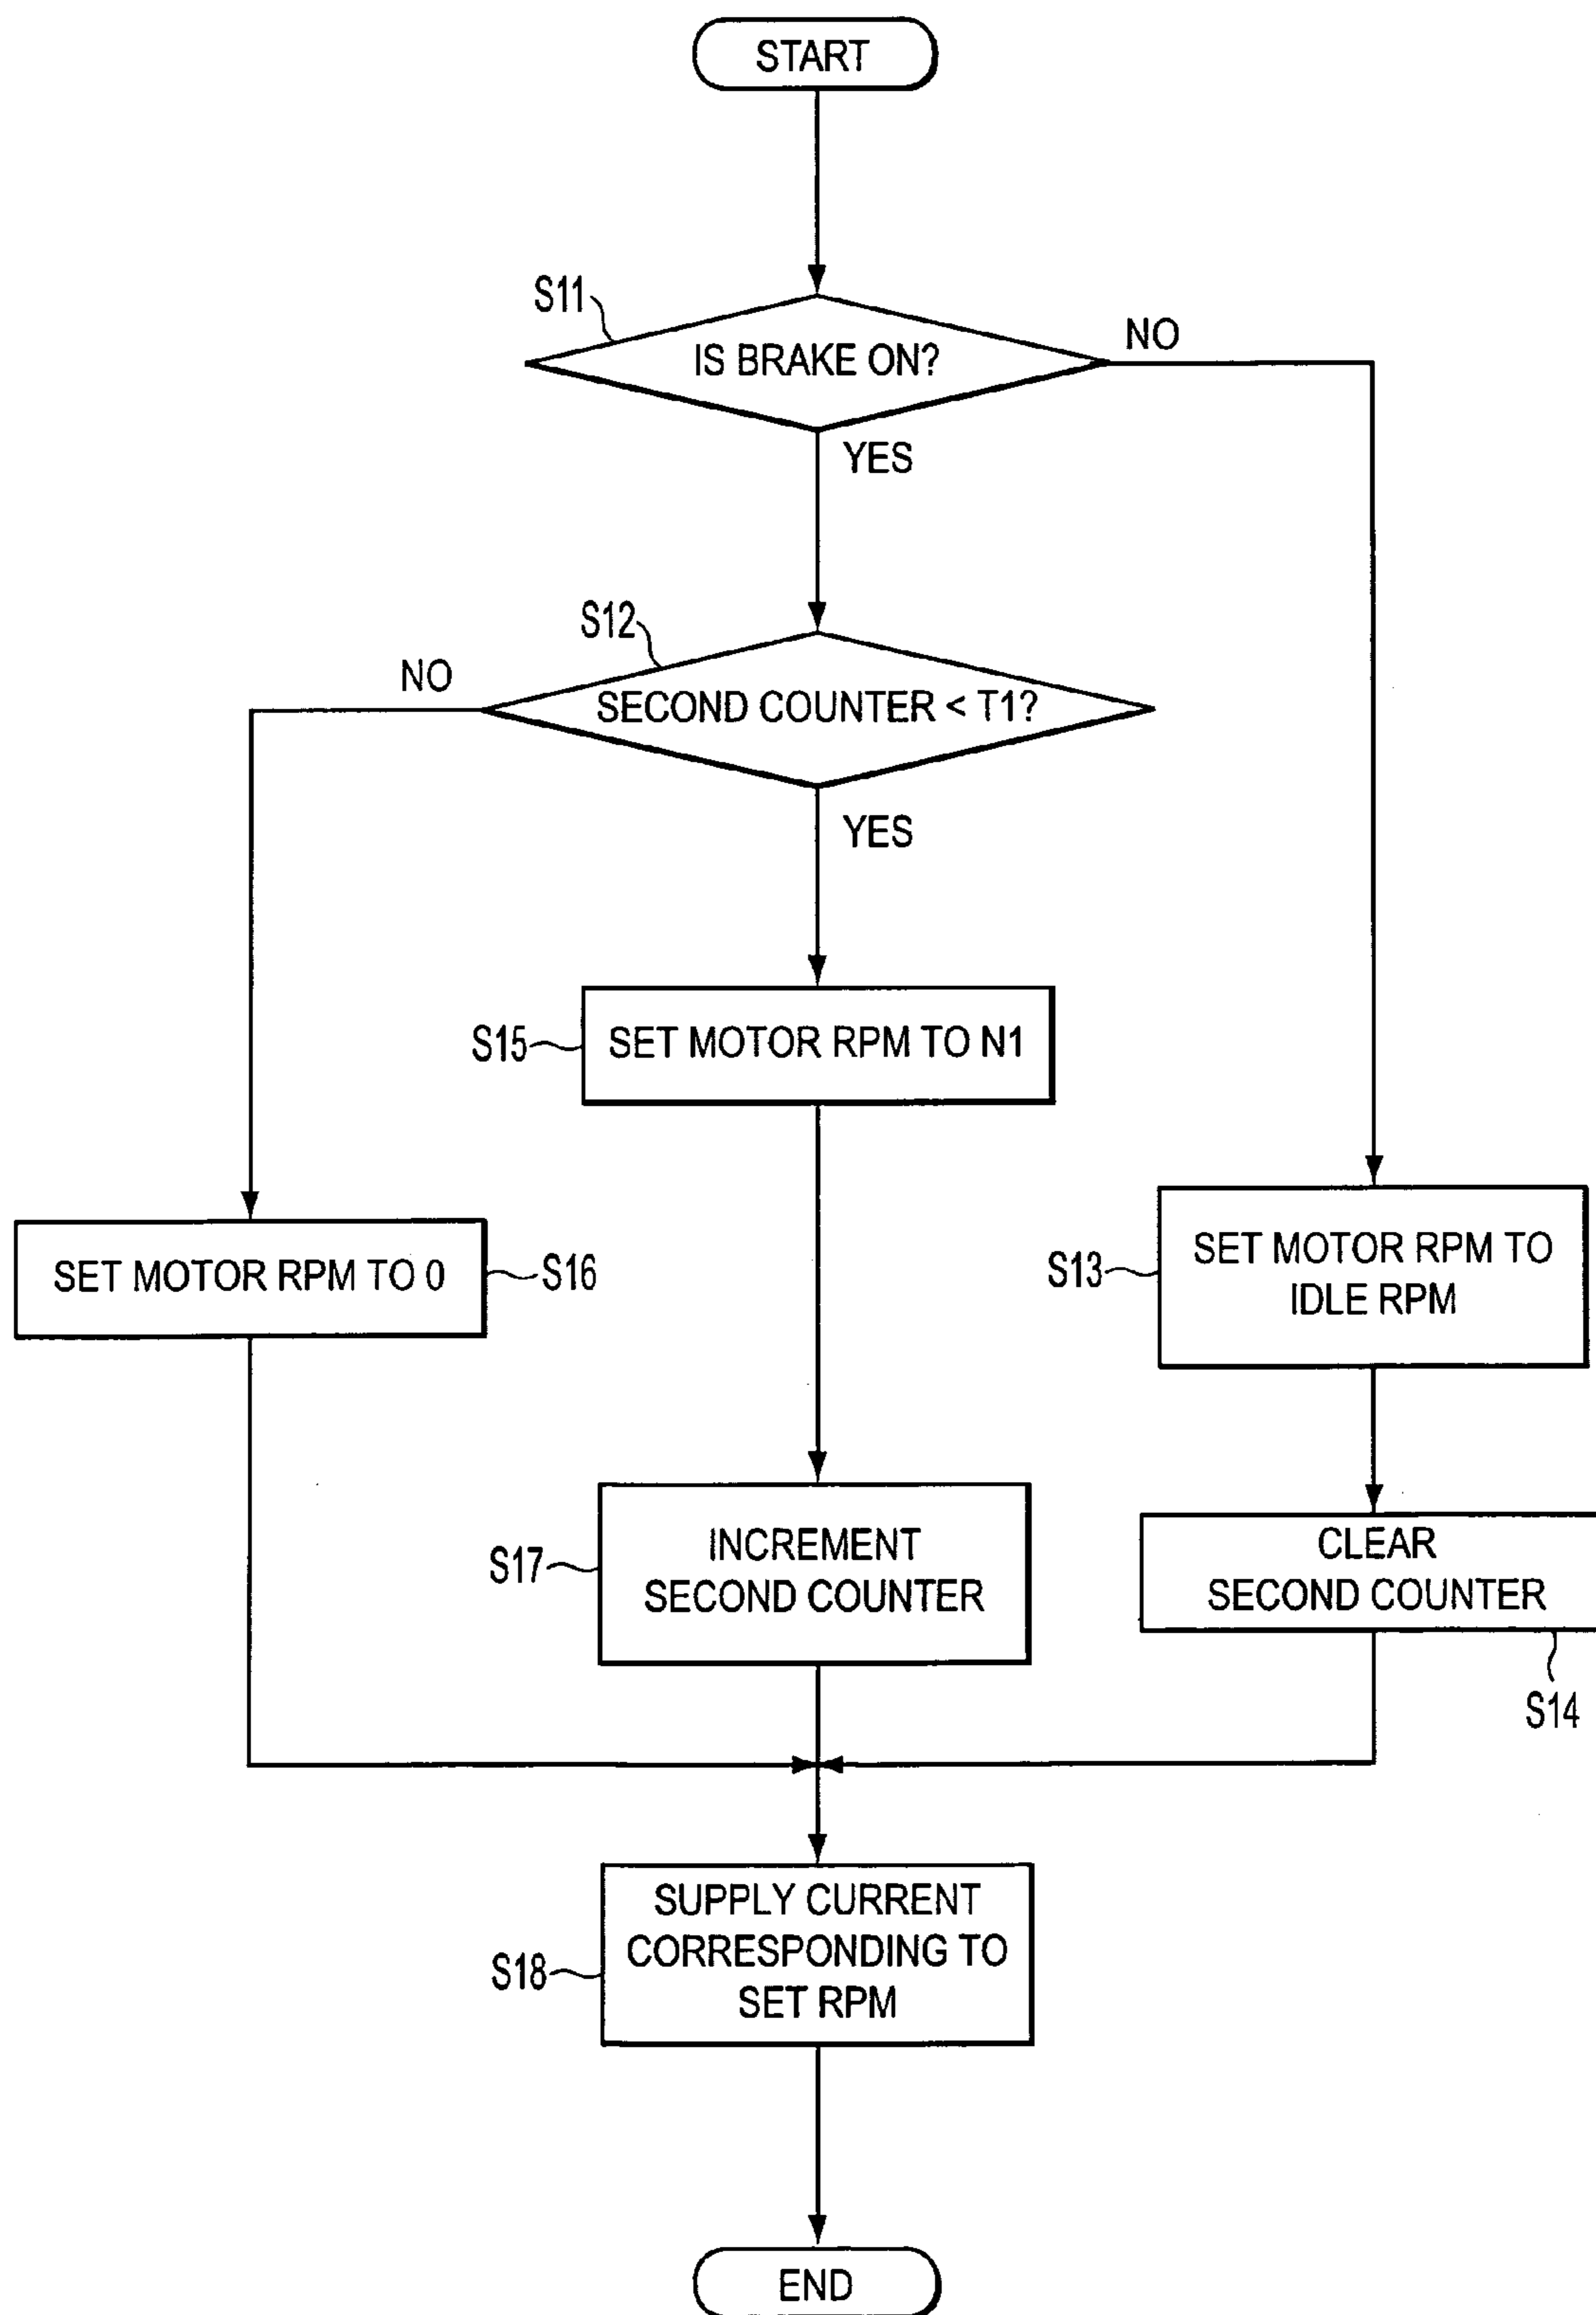 START
S11
IS BRAKE ON?
NO
YES
S12
NO
SECOND COUNTER < T1?
YES
S15
SET MOTOR RPM TO N1
SET MOTOR RPM TO 0
S16
S13
SET MOTOR RPM TO
IDLE RPM
S17
INCREMENT
SECOND COUNTER
CLEAR
SECOND COUNTER
S14
S18
SUPPLY CURRENT
CORRESPONDING TO
SET RPM
END